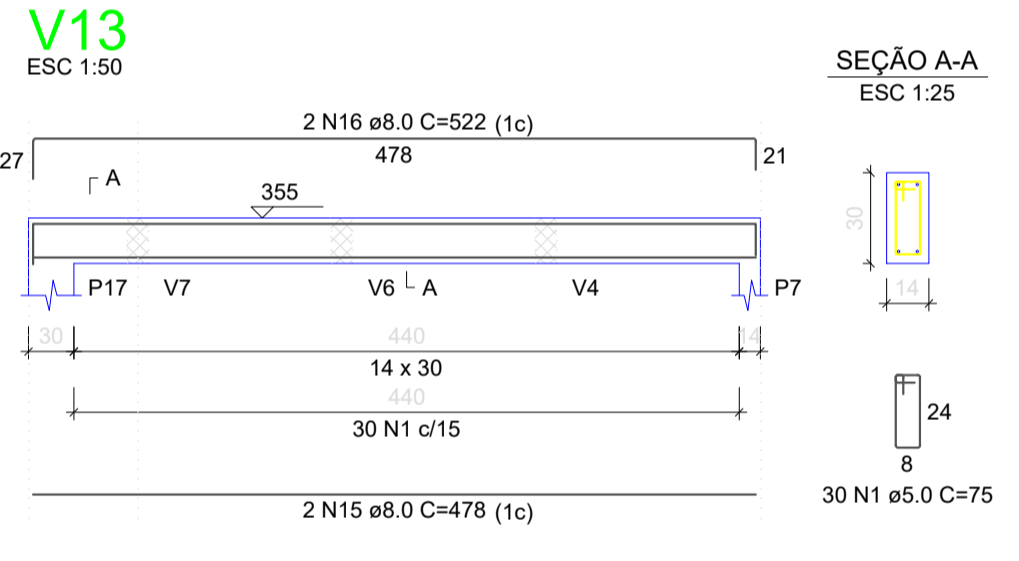 V13
ESC 1:50
SEÇÃO A-A
ESC 1:25
2 N16 ø8.0 C=522 (1c)
27
478
21
A
355
30
P17
V7
V6
A
V4
P7
14
30
440
14
14 x 30
440
30 N1 c/15
24
8
30 N1 ø5.0 C=75
2 N15 ø8.0 C=478 (1c)